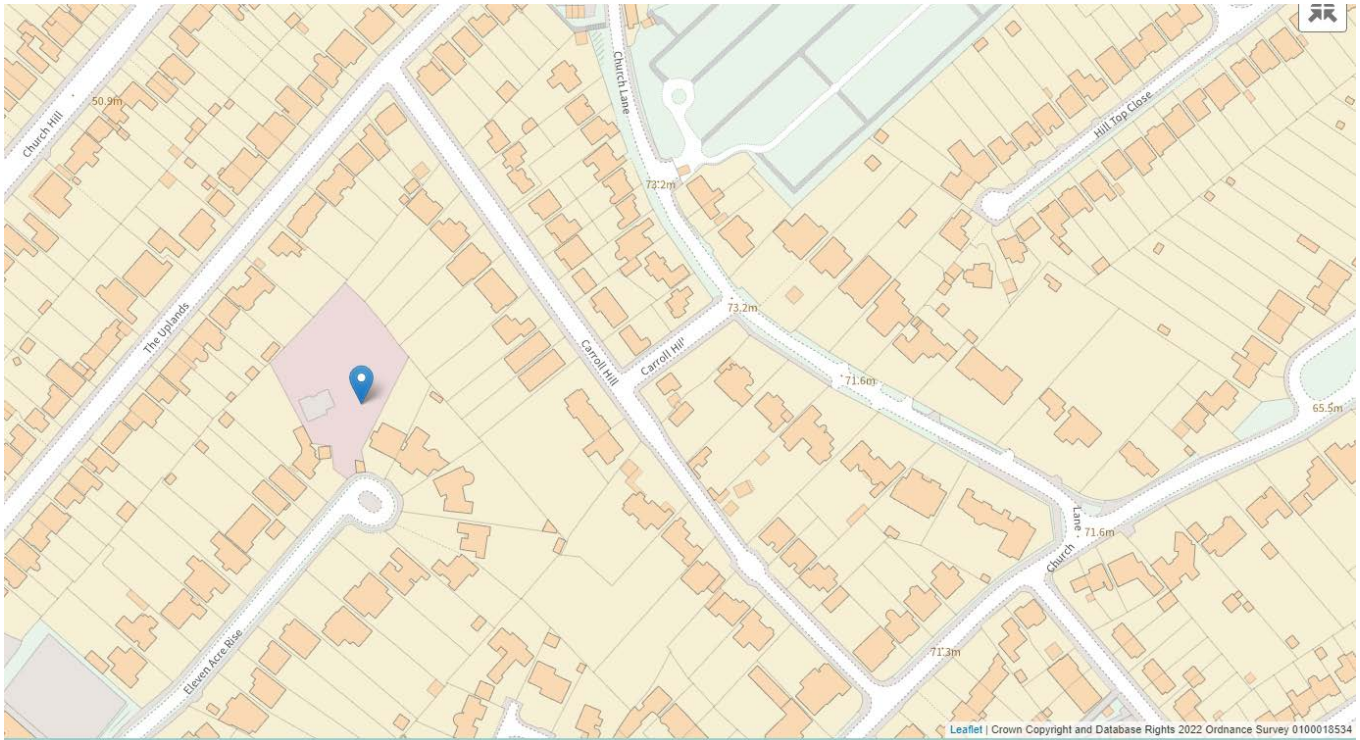 Church Hill
50.9m
Church Lane
Hill Top Close
73.2m
The Uplands
Carroll Hill
Carroll Hill
73.2m
71.6m
65.5m
Lane
71.6m
Church
Eleven Acre Rise
71.3m
Leaflet | Crown Copyright and Database Rights 2022 Ordnance Survey 0100018534